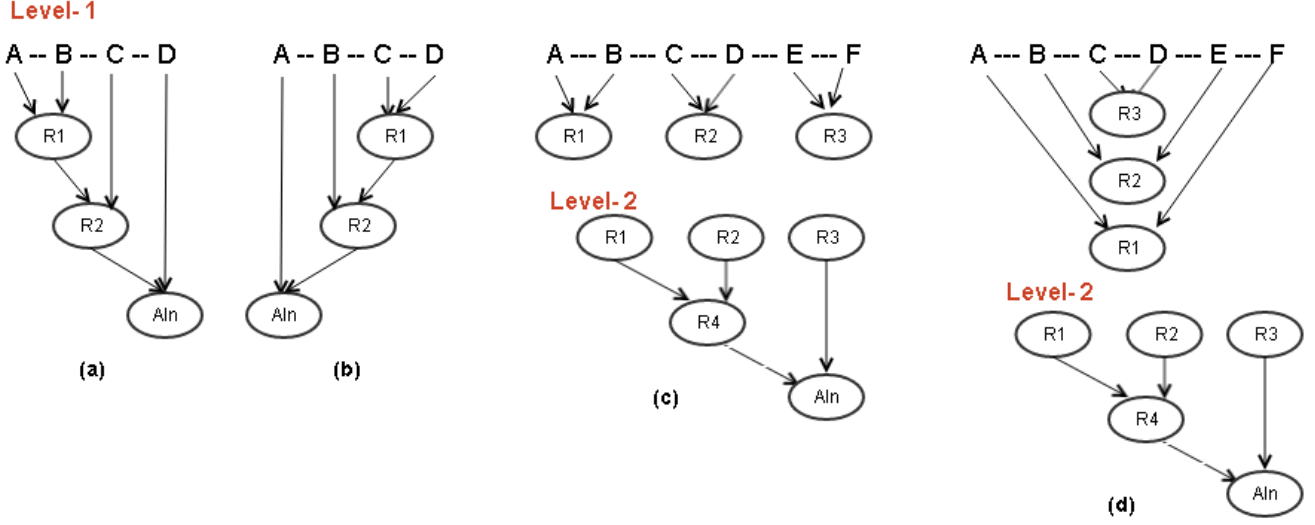 Level- 1
A --- B -- C -- D
R1
R2
Aln
(a)
A --- B -- C -- D
R1
R2
Aln
(b)
A --- B --- C --- D --- E --- F
R1 R2 R3
Level- 2
R1 R2 R3
R4
Aln
(c)
A --- B --- C --- D --- E --- F
R3
R2
R1
Level- 2
R1 R2 R3
R4
Aln
(d)